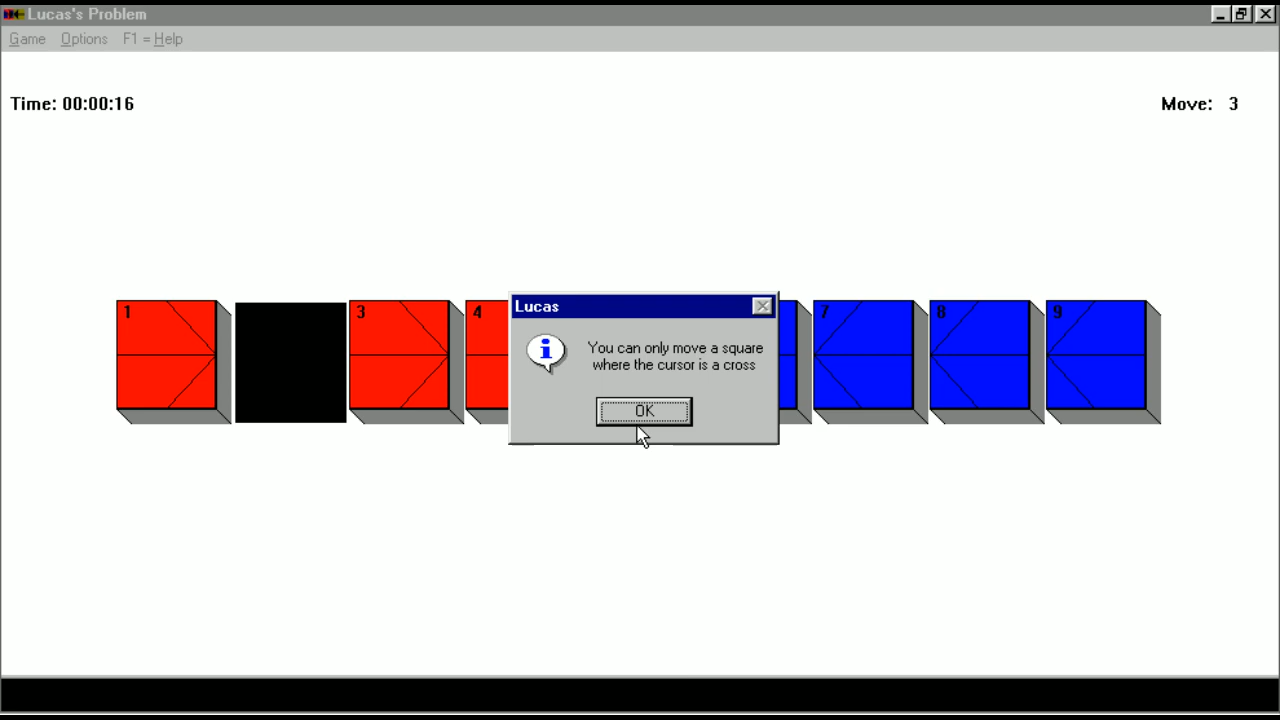 Lucas's Problem
Game Options F1 = Help
Time: 00:00:16
Move: 3
1
3
4
7
8
9
Lucas
You can only move a square
where the cursor is a cross
OK